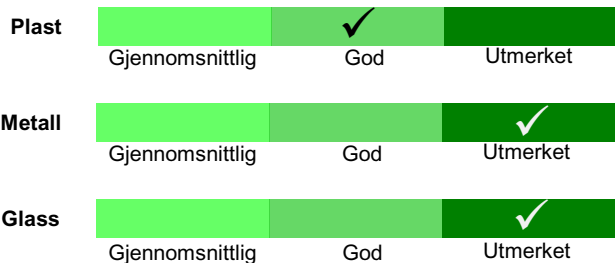 Plast
Gjennomsnittlig God Utmerket
Metall
Gjennomsnittlig God Utmerket
Glass
Gjennomsnittlig God Utmerket